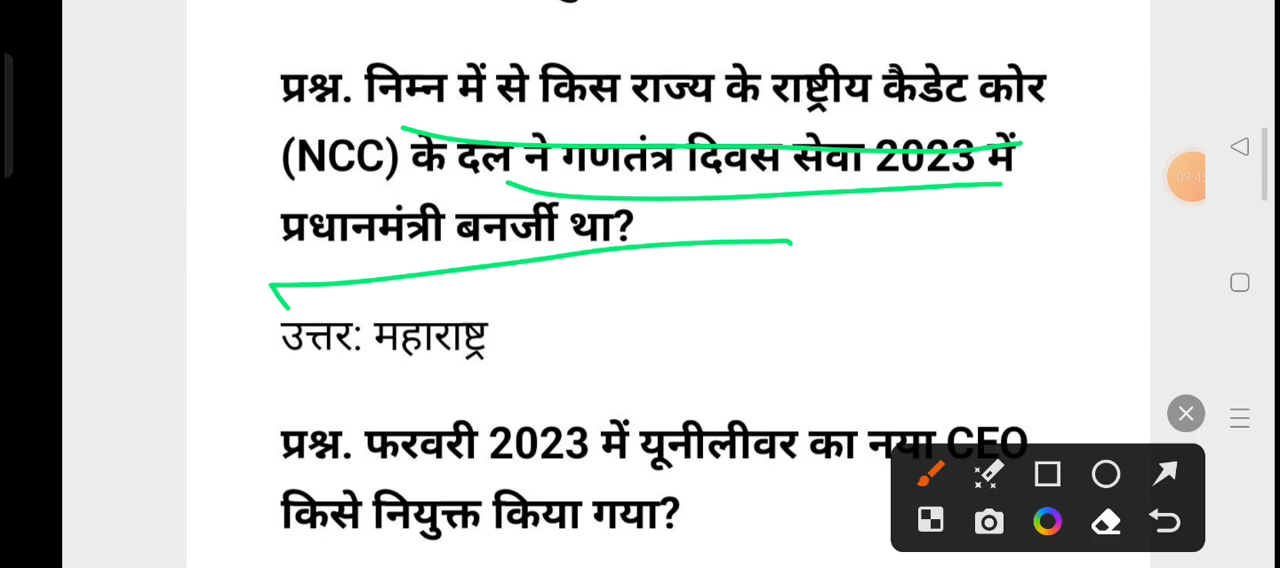 प्रश्न. निम्न में से किस राज्य के राष्ट्रीय कैडेट कोर
(NCC) के दल ने गणतंत्र दिवस सेवा 2023 में
प्रधानमंत्री बनर्जी था?
उत्तर: महाराष्ट्र
प्रश्न. फरवरी 2023 में यूनीलीवर का नया CEO
किसे नियुक्त किया गया?